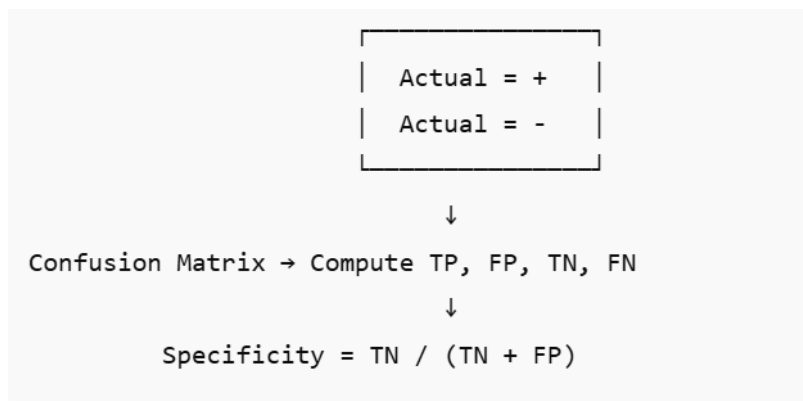 Actual = +
Actual = -
↓
Confusion Matrix → Compute TP, FP, TN, FN
↓
Specificity = TN / (TN + FP)